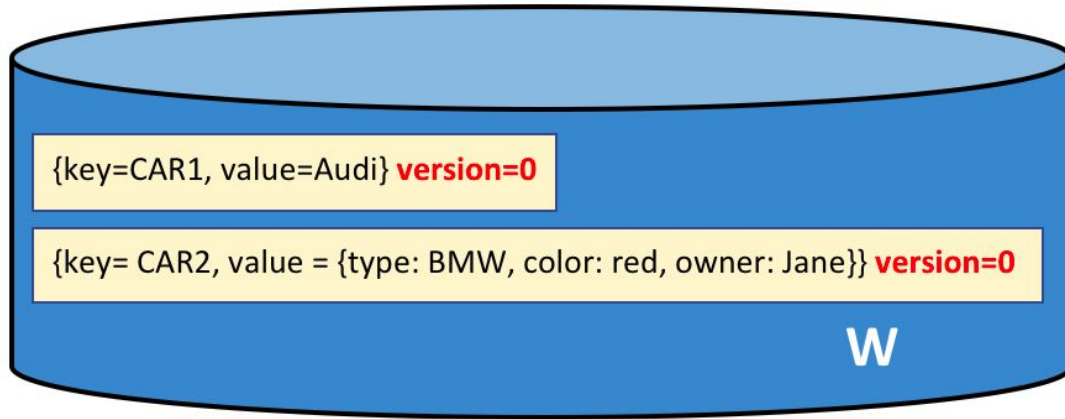 {key=CAR1, value=Audi} version=0
{key= CAR2, value = {type: BMW, color: red, owner: Jane}} version=0
W